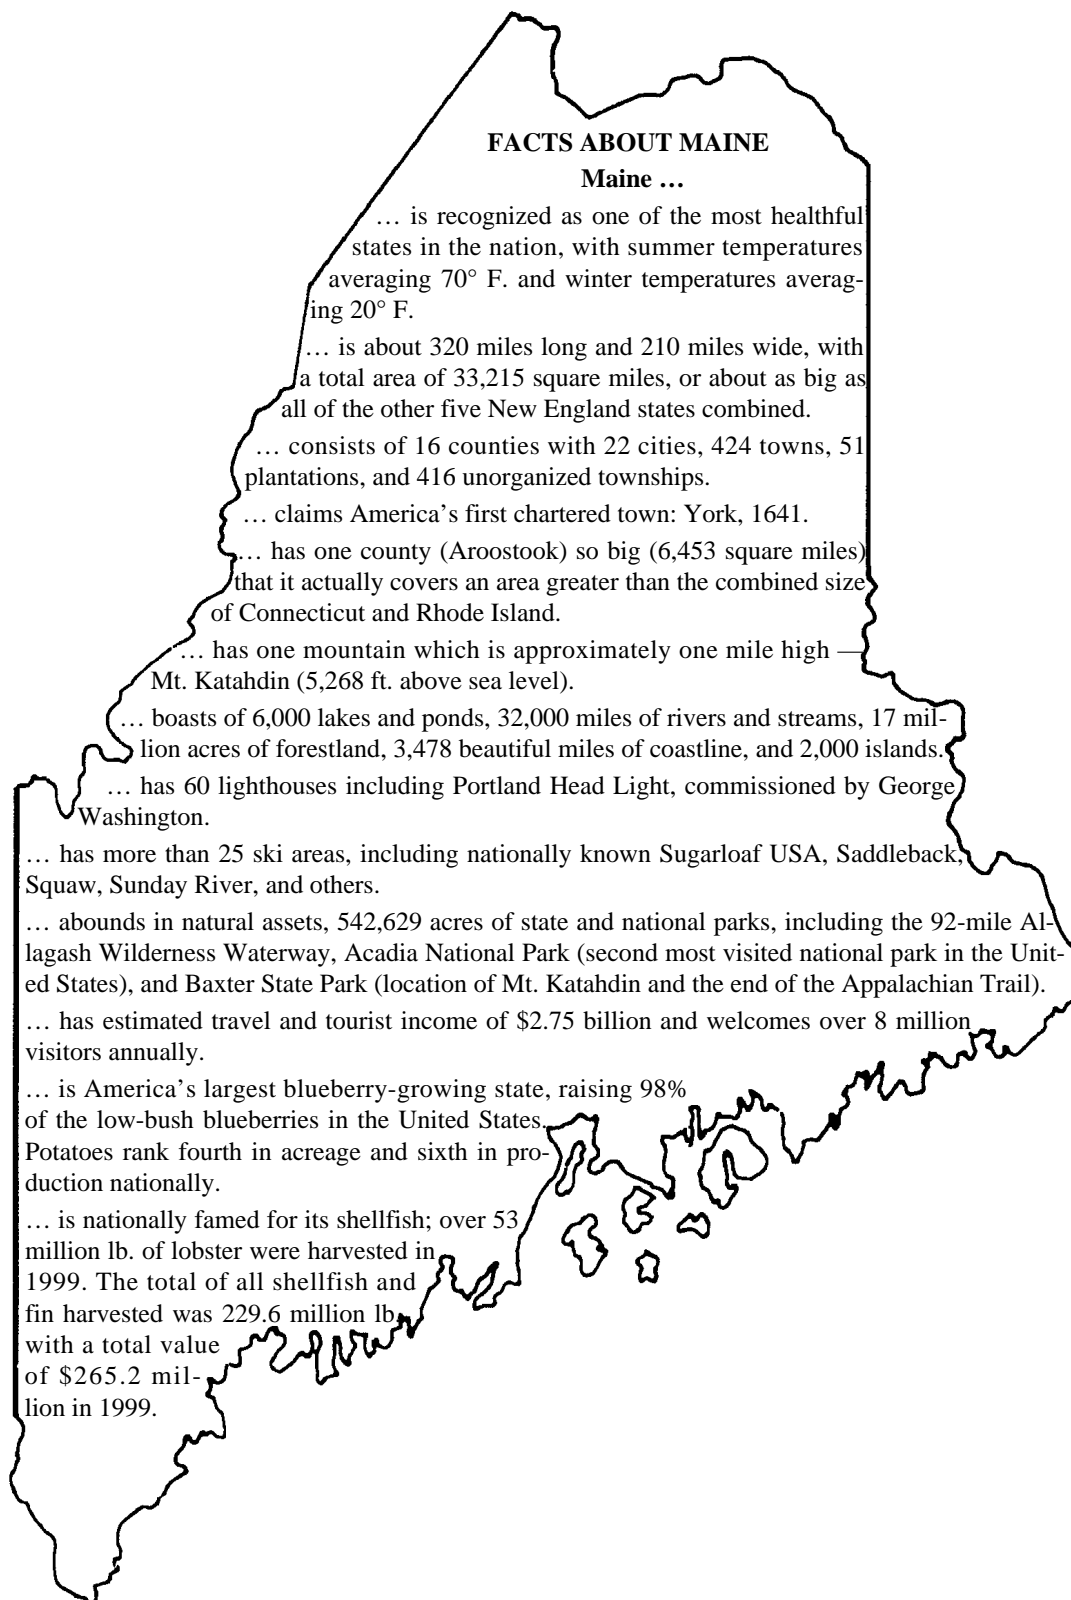 FACTS ABOUT MAINE
Maine …
… is recognized as one of the most healthful
states in the nation, with summer temperatures
averaging 70° F. and winter temperatures averag-
ing 20° F.
… is about 320 miles long and 210 miles wide, with
a total area of 33,215 square miles, or about as big as
all of the other five New England states combined.
… consists of 16 counties with 22 cities, 424 towns, 51
plantations, and 416 unorganized townships.
… claims America’s first chartered town: York, 1641.
… has one county (Aroostook) so big (6,453 square miles)
that it actually covers an area greater than the combined size
of Connecticut and Rhode Island.
… has one mountain which is approximately one mile high —
Mt. Katahdin (5,268 ft. above sea level).
… boasts of 6,000 lakes and ponds, 32,000 miles of rivers and streams, 17 mil-
lion acres of forestland, 3,478 beautiful miles of coastline, and 2,000 islands.
… has 60 lighthouses including Portland Head Light, commissioned by George
Washington.
… has more than 25 ski areas, including nationally known Sugarloaf USA, Saddleback,
Squaw, Sunday River, and others.
… abounds in natural assets, 542,629 acres of state and national parks, including the 92-mile Al-
lagash Wilderness Waterway, Acadia National Park (second most visited national park in the Unit-
ed States), and Baxter State Park (location of Mt. Katahdin and the end of the Appalachian Trail).
… has estimated travel and tourist income of $2.75 billion and welcomes over 8 million
visitors annually.
… is America’s largest blueberry-growing state, raising 98%
of the low-bush blueberries in the United States.
Potatoes rank fourth in acreage and sixth in pro-
duction nationally.
… is nationally famed for its shellfish; over 53
million lb. of lobster were harvested in
1999. The total of all shellfish and
fin harvested was 229.6 million lb.
with a total value
of $265.2 mil-
lion in 1999.